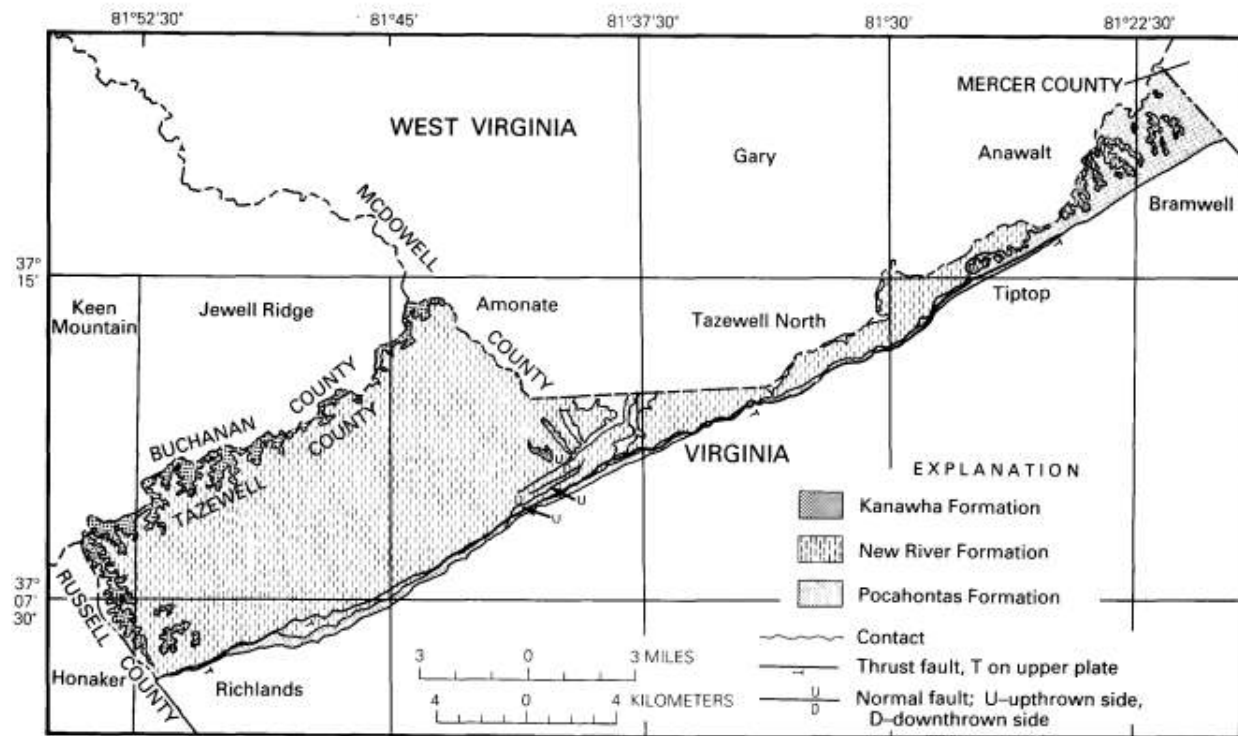 81°52'30"
81°45
81°37'30"
81°30
81°22'30"
MERCER COUNTY
WEST VIRGINIA
Gary
Anawalt
Bramwell
MCDOWELL
37°
15'
Keen
Mountain
Jewell Ridge
Amonate
Tazewell North
Tiptop
COUNTY
BUCHANAN COUNTY
TAZEWELL COUNTY
VIRGINIA
U
U
U
37°
07'
30"
RUSSELL COUNTY
Honaker
Richlands
3 0 3 MILES
4 0 4 KILOMETERS
EXPLANATION
Kanawha Formation
New River Formation
Pocahontas Formation
Contact
Thrust fault, T on upper plate
U
D
Normal fault; U–upthrown side,
D–downthrown side